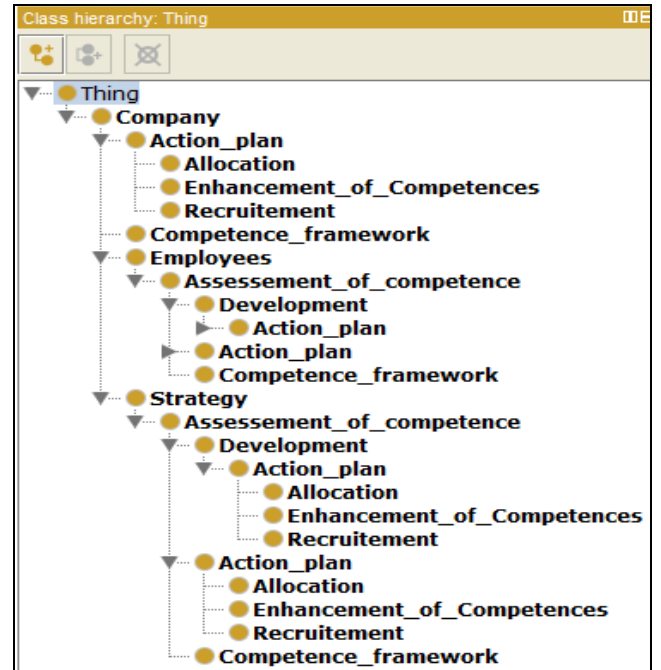 Class hierarchy: Thing
Thing
Company
Action_plan
Allocation
Enhancement_of_Competences
Recruitement
Competence_framework
Employees
Assessement_of_competence
Development
Action_plan
Action_plan
Competence_framework
Strategy
Assessement_of_competence
Development
Action_plan
Allocation
Enhancement_of_Competences
Recruitement
Action_plan
Allocation
Enhancement_of_Competences
Recruitement
Competence_framework